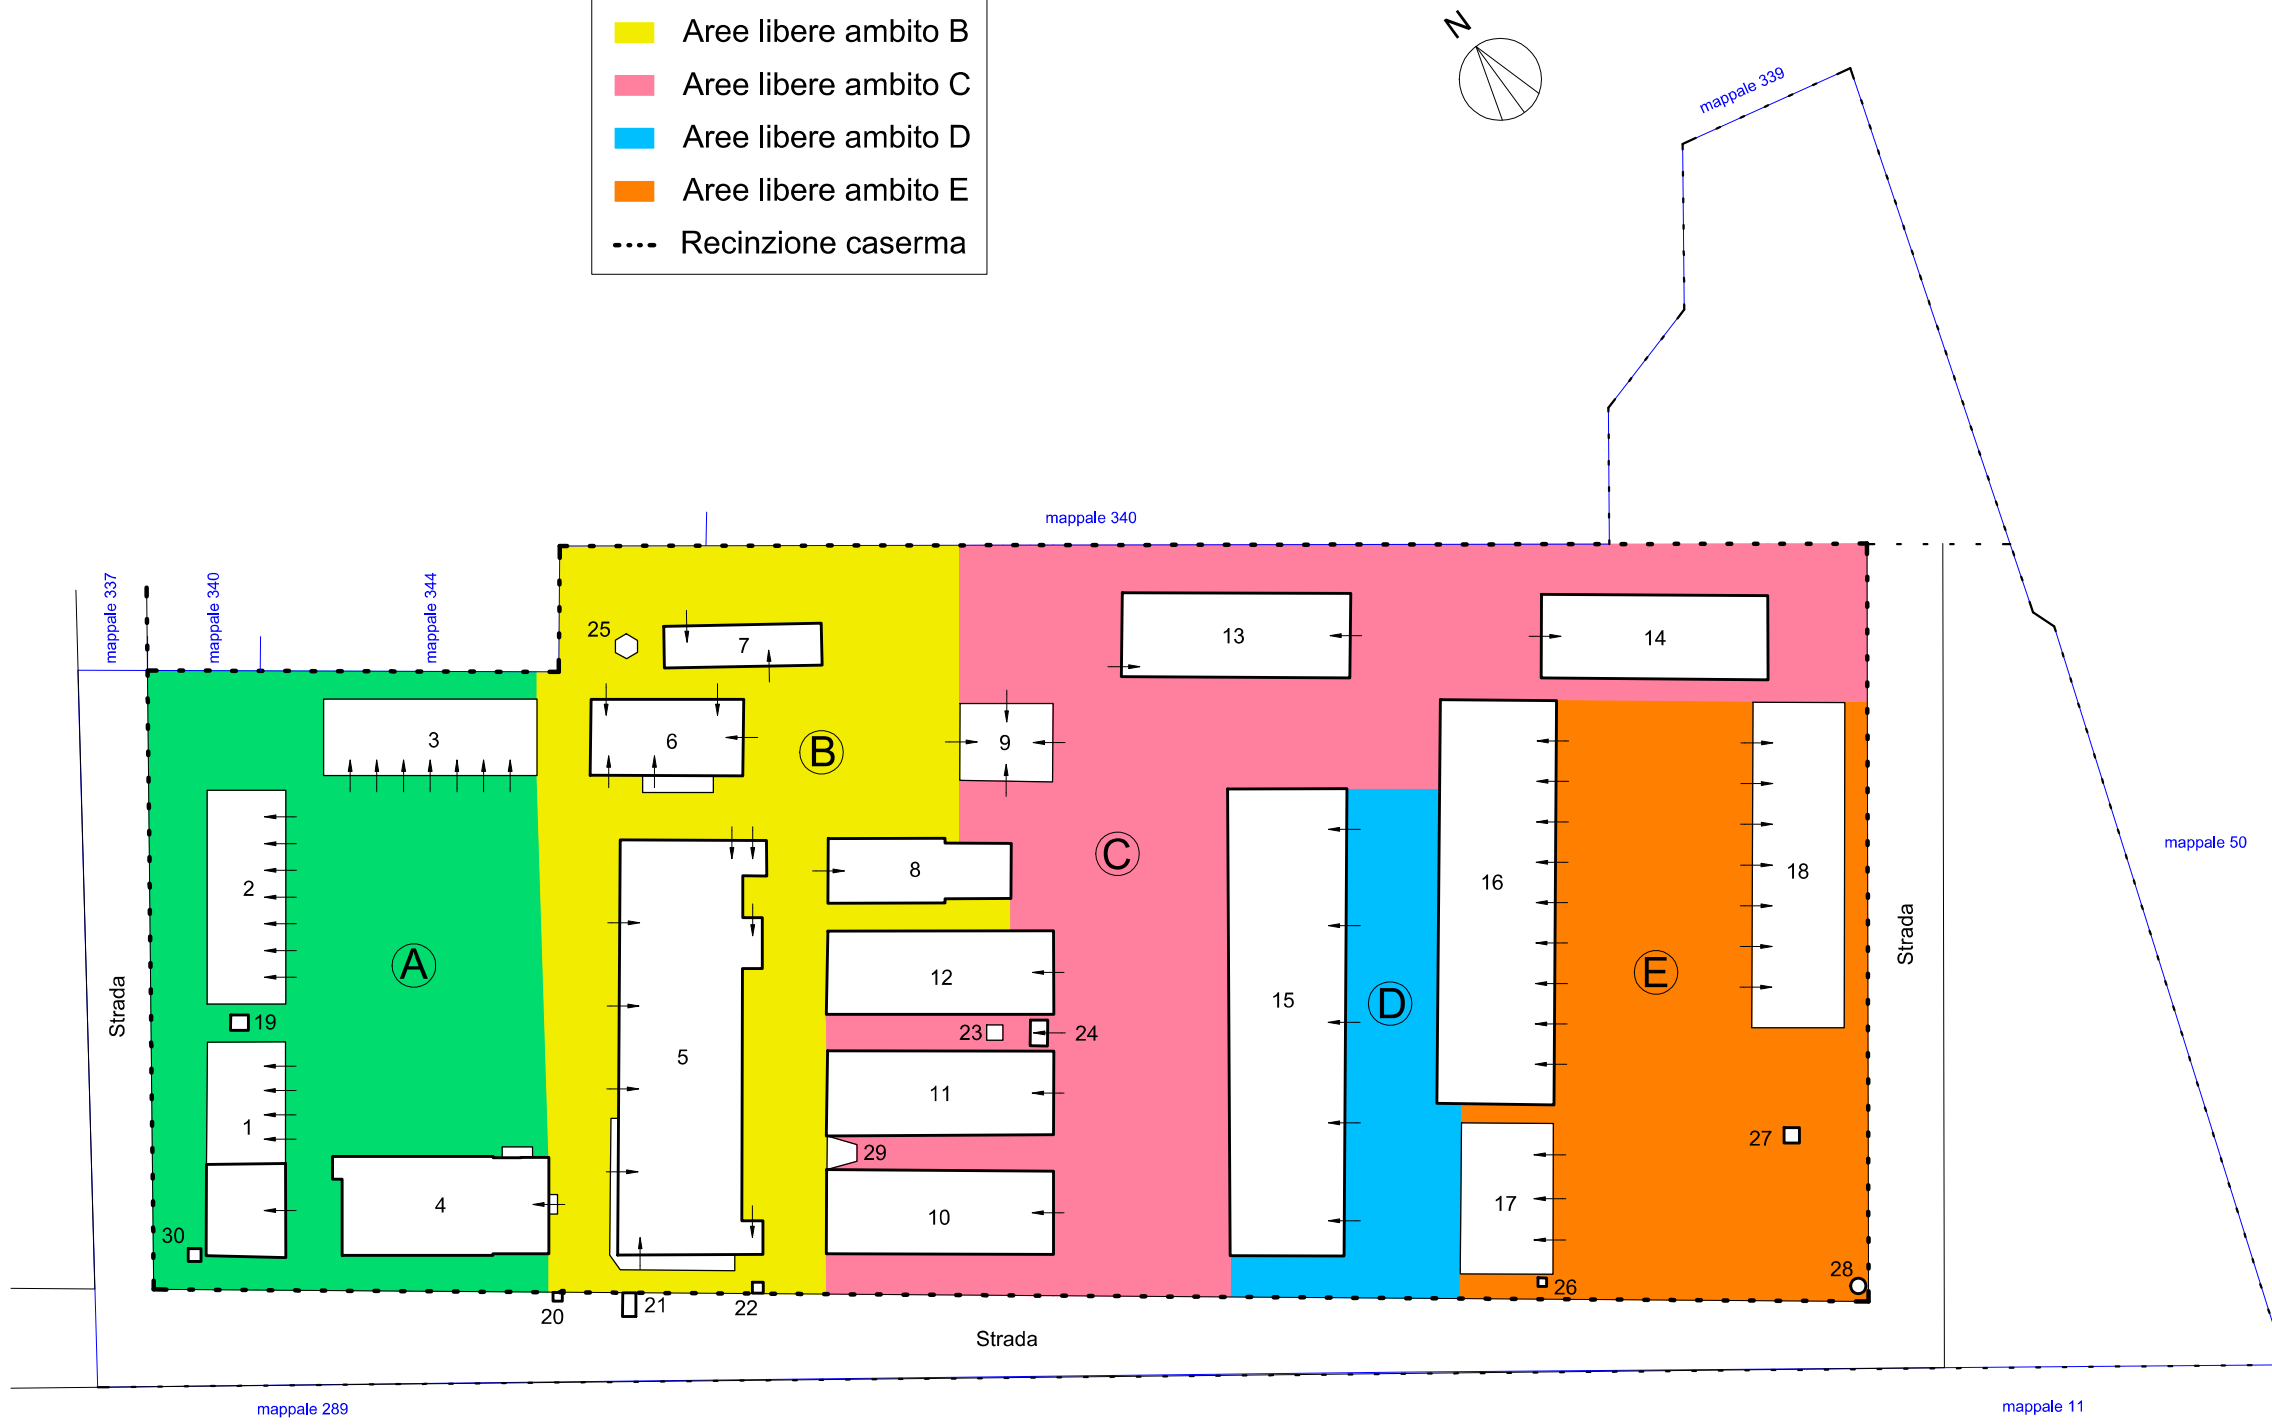 Aree libere ambito B
Aree libere ambito C
Aree libere ambito D
Aree libere ambito E
Recinzione caserma
N
mappale 339
mappale 340
mappale 337
mappale 340
mappale 344
25
7
13
14
3
6
B
9
2
8
C
16
18
mappale 50
A
12
15
D
E
Strada
Strada
19
23
24
5
11
1
29
27
4
10
17
30
20
21
22
26
28
Strada
mappale 289
mappale 11